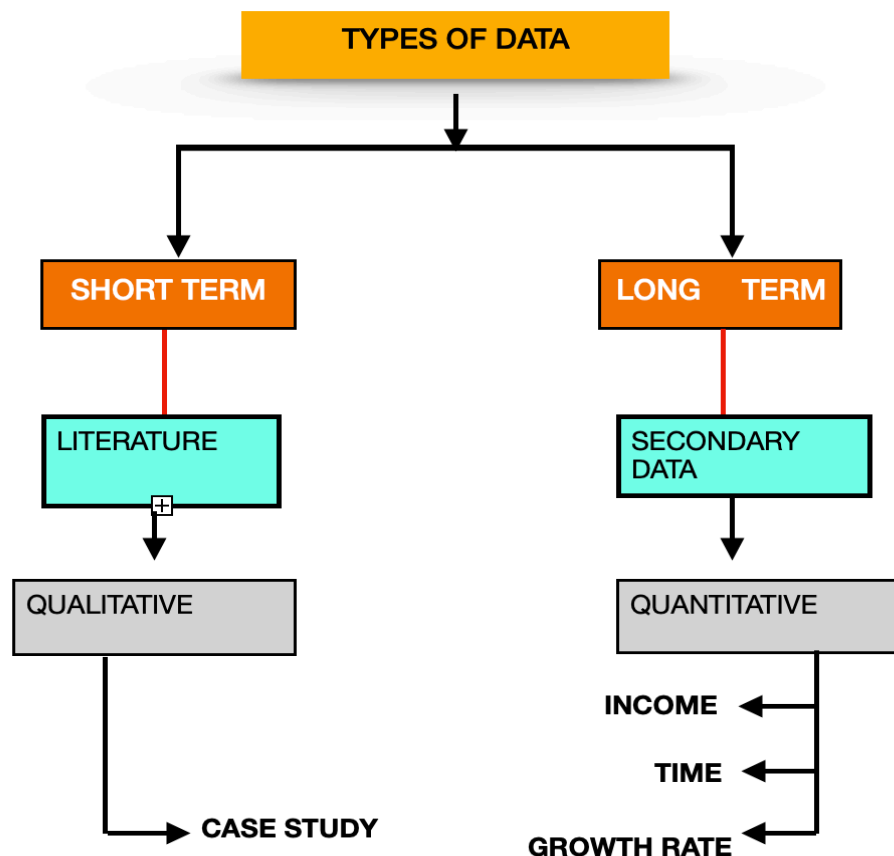 TYPES OF DATA
SHORT TERM
LONG TERM
LITERATURE
SECONDARY
DATA
QUALITATIVE
QUANTITATIVE
INCOME
TIME
CASE STUDY
GROWTH RATE